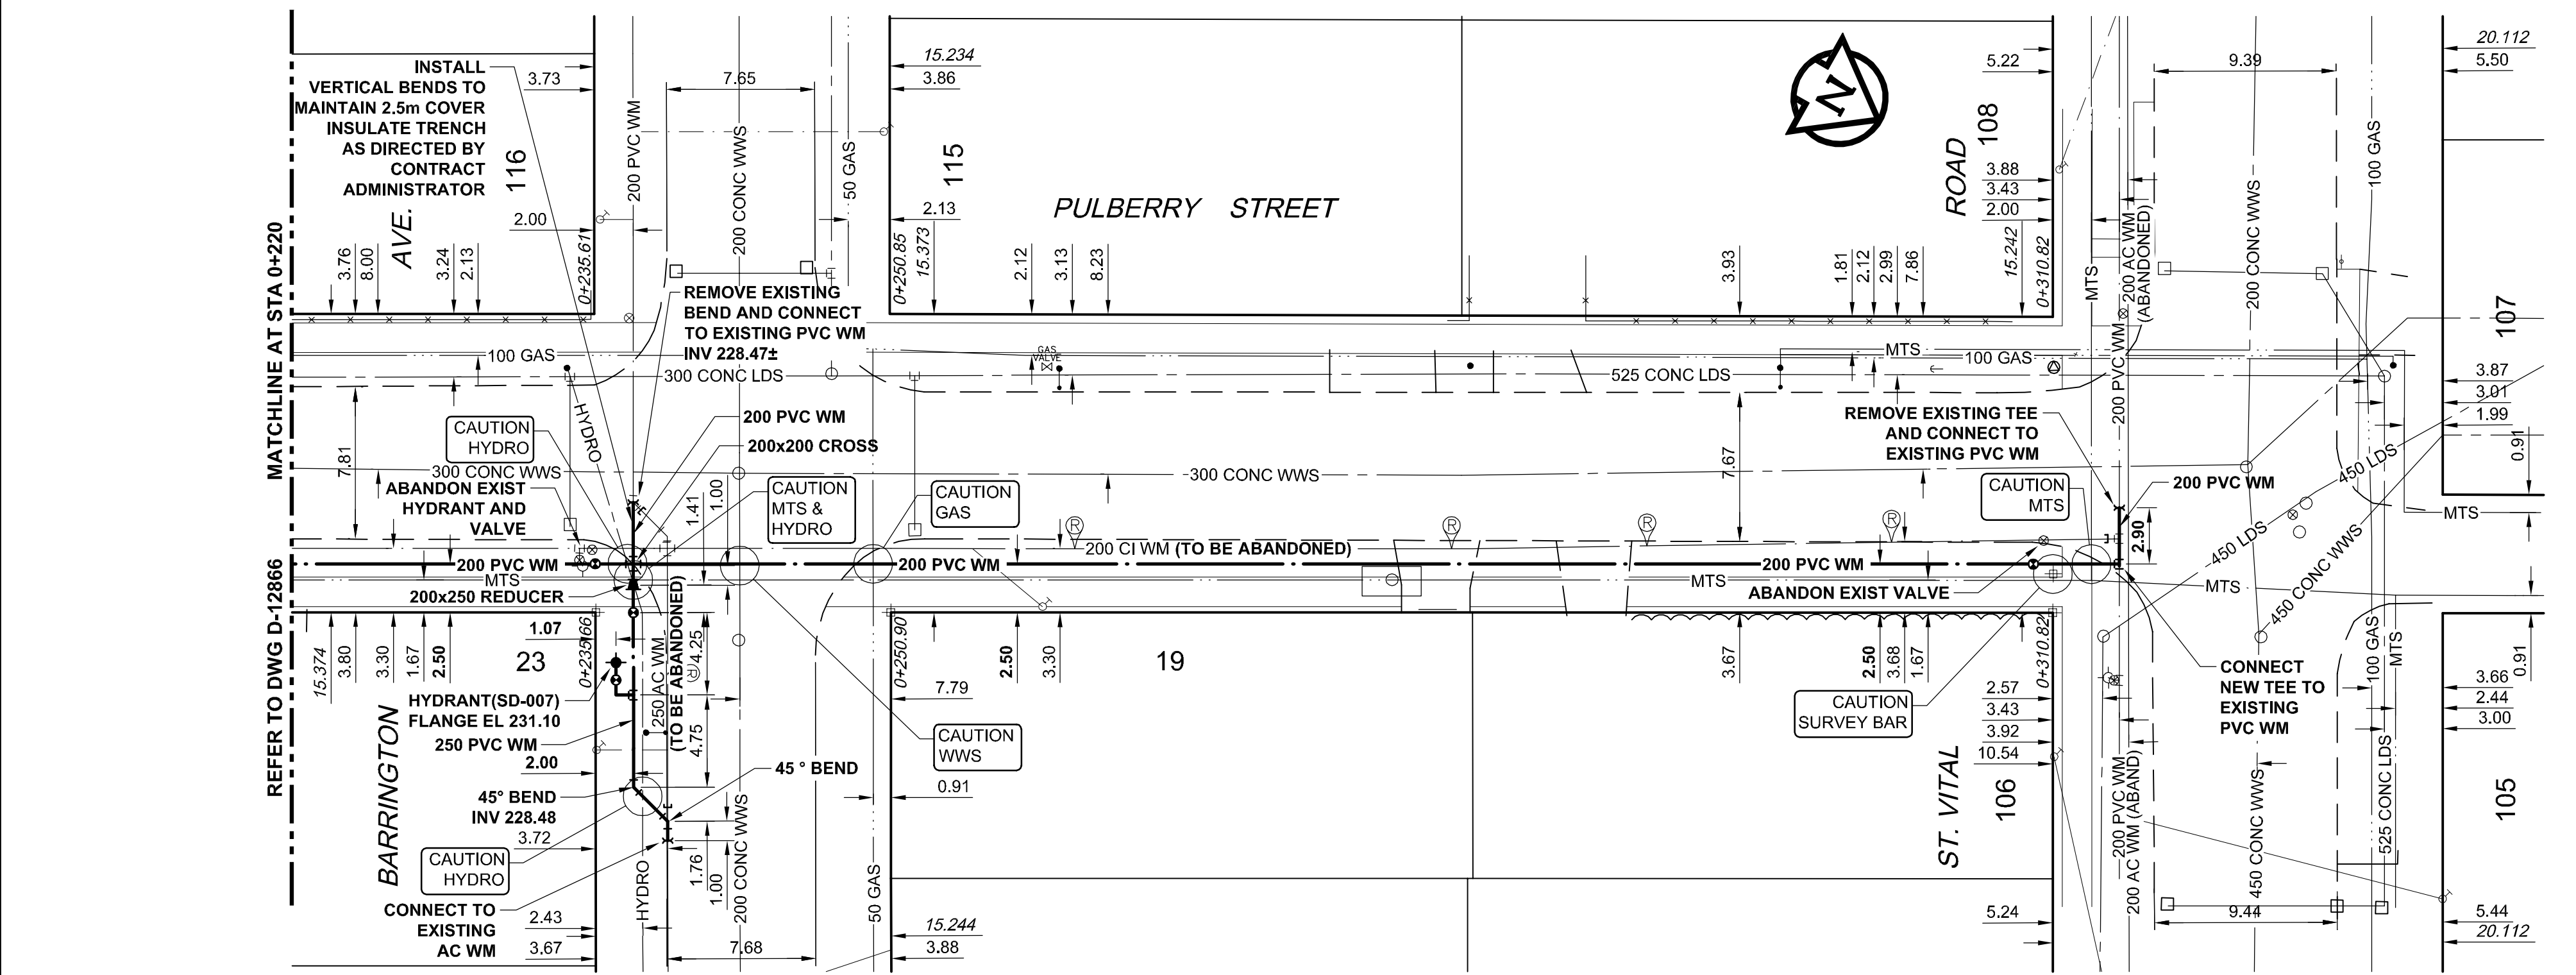 MATCHLINE AT STA 0+220
REFER TO DWG D-12866
INSTALL
VERTICAL BENDS TO
MAINTAIN 2.5m COVER
INSULATE TRENCH
AS DIRECTED BY
CONTRACT
ADMINISTRATOR
116
AVE.
3.73
2.00
3.76
8.00
3.24
2.13
0+235.61
200 PVC WM
7.65
200 CONC WWS
50 GAS
15.234
3.86
115
2.13
0+250.85
15.373
2.12
3.13
8.23
PULBERRY STREET
N
3.93
1.81
2.12
2.99
7.86
15.242
0+310.82
ROAD
108
5.22
3.88
3.43
2.00
MTS
200 AC WM
(ABANDONED)
9.39
200 CONC WWS
100 GAS
20.112
5.50
107
REMOVE EXISTING
BEND AND CONNECT
TO EXISTING PVC WM
INV 228.47±
100 GAS
300 CONC LDS
GAS
VALVE
525 CONC LDS
MTS
100 GAS
200 PVC WM
3.87
3.01
1.99
0.91
HYDRO
CAUTION
HYDRO
7.81
300 CONC WWS
ABANDON EXIST
HYDRANT AND
VALVE
200 PVC WM
200x200 CROSS
1.41
1.00
CAUTION
MTS &
HYDRO
CAUTION
GAS
300 CONC WWS
7.67
REMOVE EXISTING TEE
AND CONNECT TO
EXISTING PVC WM
CAUTION
MTS
200 PVC WM
2.90
450 LDS
450 LDS
450 CONC WWS
MTS
R
R
R
R
200 CI WM (TO BE ABANDONED)
200 PVC WM
MTS
200x250 REDUCER
200 PVC WM
MTS
200 PVC WM
ABANDON EXIST VALVE
MTS
15.374
3.80
3.30
1.67
2.50
1.07
23
0+235.66
250 AC WM
(TO BE ABANDONED)
4.25
4.75
HYDRANT(SD-007)
FLANGE EL 231.10
250 PVC WM
2.00
45° BEND
INV 228.48
3.72
CAUTION
HYDRO
BARRINGTON
CONNECT TO
EXISTING
AC WM
2.43
3.67
HYDRO
1.76
1.00
200 CONC WWS
7.68
45 ° BEND
50 GAS
0+250.90
7.79
CAUTION
WWS
0.91
15.244
3.88
2.50
3.30
19
3.67
2.50
3.68
1.67
0+310.82
CAUTION
SURVEY BAR
2.57
3.43
3.92
10.54
ST. VITAL
106
5.24
CONNECT
NEW TEE TO
EXISTING
PVC WM
200 PVC WM
200 AC WM (ABAND)
450 CONC WWS
9.44
100 GAS
MTS
525 CONC LDS
3.66
2.44
3.00
0.91
105
5.44
20.112